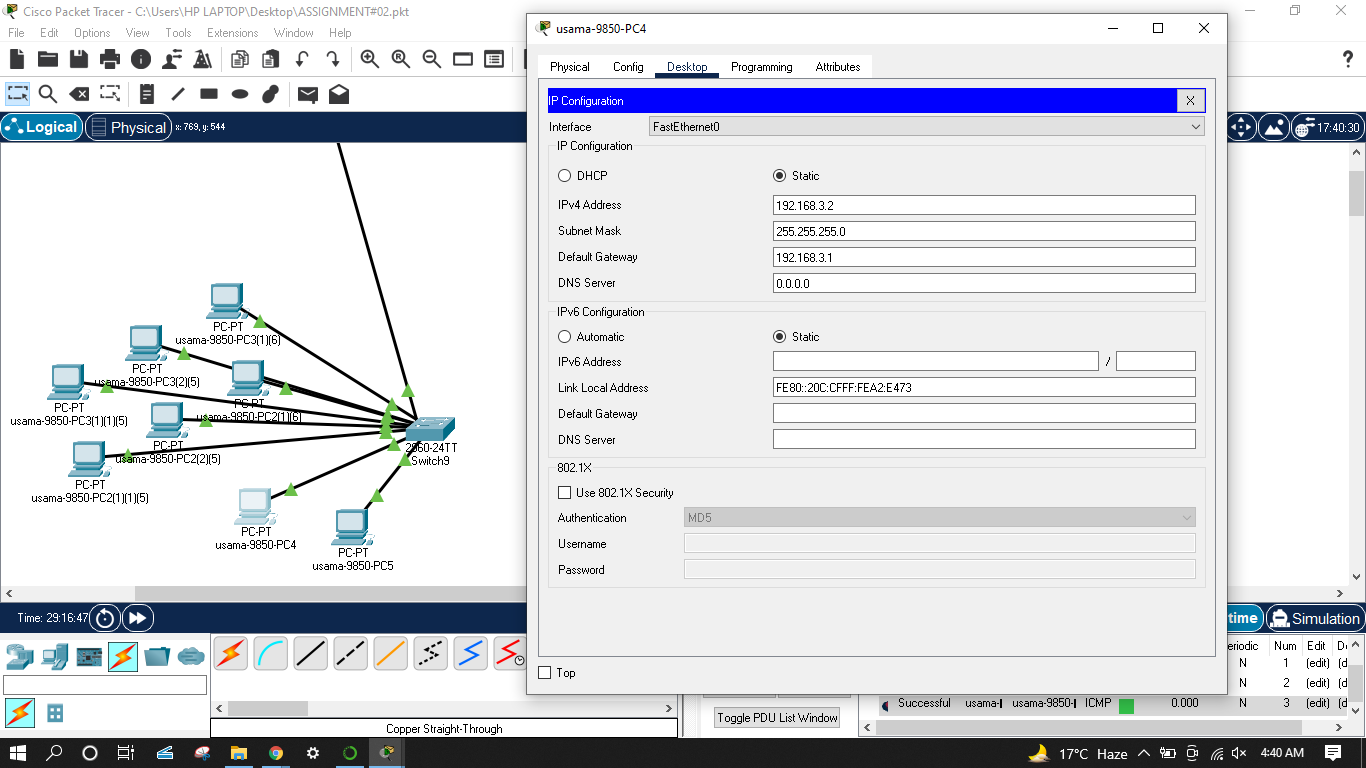 Cisco Packet Tracer - C:\Users\HP LAPTOP\Desktop\ASSIGNMENT#02.pkt
File Edit Options View Tools Extensions Window Help
Logical Physical x: 769, y: 544
17:40:30
usama-9850-PC4
Physical Config Desktop Programming Attributes
IP Configuration X
Interface FastEthernet0
IP Configuration
DHCP Static
IPv4 Address 192.168.3.2
Subnet Mask 255.255.255.0
Default Gateway 192.168.3.1
DNS Server 0.0.0.0
IPv6 Configuration
Automatic Static
IPv6 Address /
Link Local Address FE80::20C:CFFF:FEA2:E473
Default Gateway
DNS Server
802.1X
Use 802.1X Security
Authentication MD5
Username
Password
Top
PC-PT
usama-9850-PC3(1)(6)
PC-PT
usama-9850-PC3(2)(5)
PC-PT
usama-9850-PC2(1)(6)
PC-PT
usama-9850-PC3(1)(1)(5)
PC-PT
usama-9850-PC2(2)(5)
PC-PT
usama-9850-PC2(1)(1)(5)
2960-24TT
Switch9
PC-PT
usama-9850-PC4
PC-PT
usama-9850-PC5
Time: 29:16:47
time Simulation
eriodic Num Edit De
N 1 (edit) (d
N 2 (edit) (d
Successful usama-l usama-9850-l ICMP 0.000 N 3 (edit) (d
Toggle PDU List Window
Copper Straight-Through
17°C Haze 4:40 AM